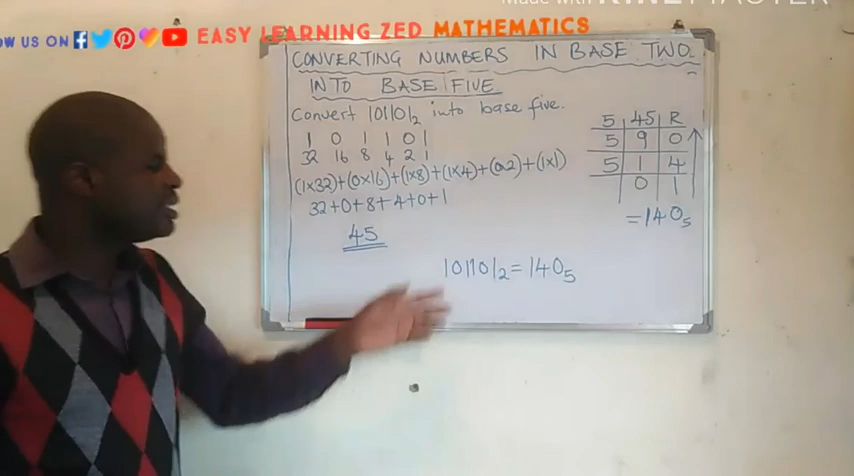 Made With KINEMASTER
OW US ON EASY LEARNING ZED MATHEMATICS
CONVERTING NUMBERS IN BASE TWO
INTO BASE FIVE
Convert 101101₂ into base five.
1 0 1 1 0 1
32 16 8 4 2 1
(1x32)+(0x16)+(1x8)+(1x4)+(0x2)+(1x1)
32+0+8+4+0+1
45
101101₂=140₅
5 45 R
5 9 0
5 1 4
0 1
=140₅